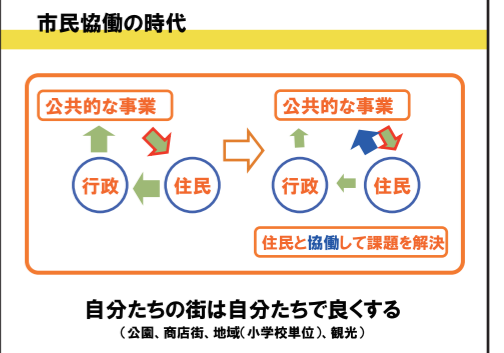 市民協働の時代
公共的な事業
公共的な事業
行政
住民
行政
住民
住民と協働して課題を解決
自分たちの街は自分たちで良くする
（公園、商店街、地域（小学校単位）、観光）